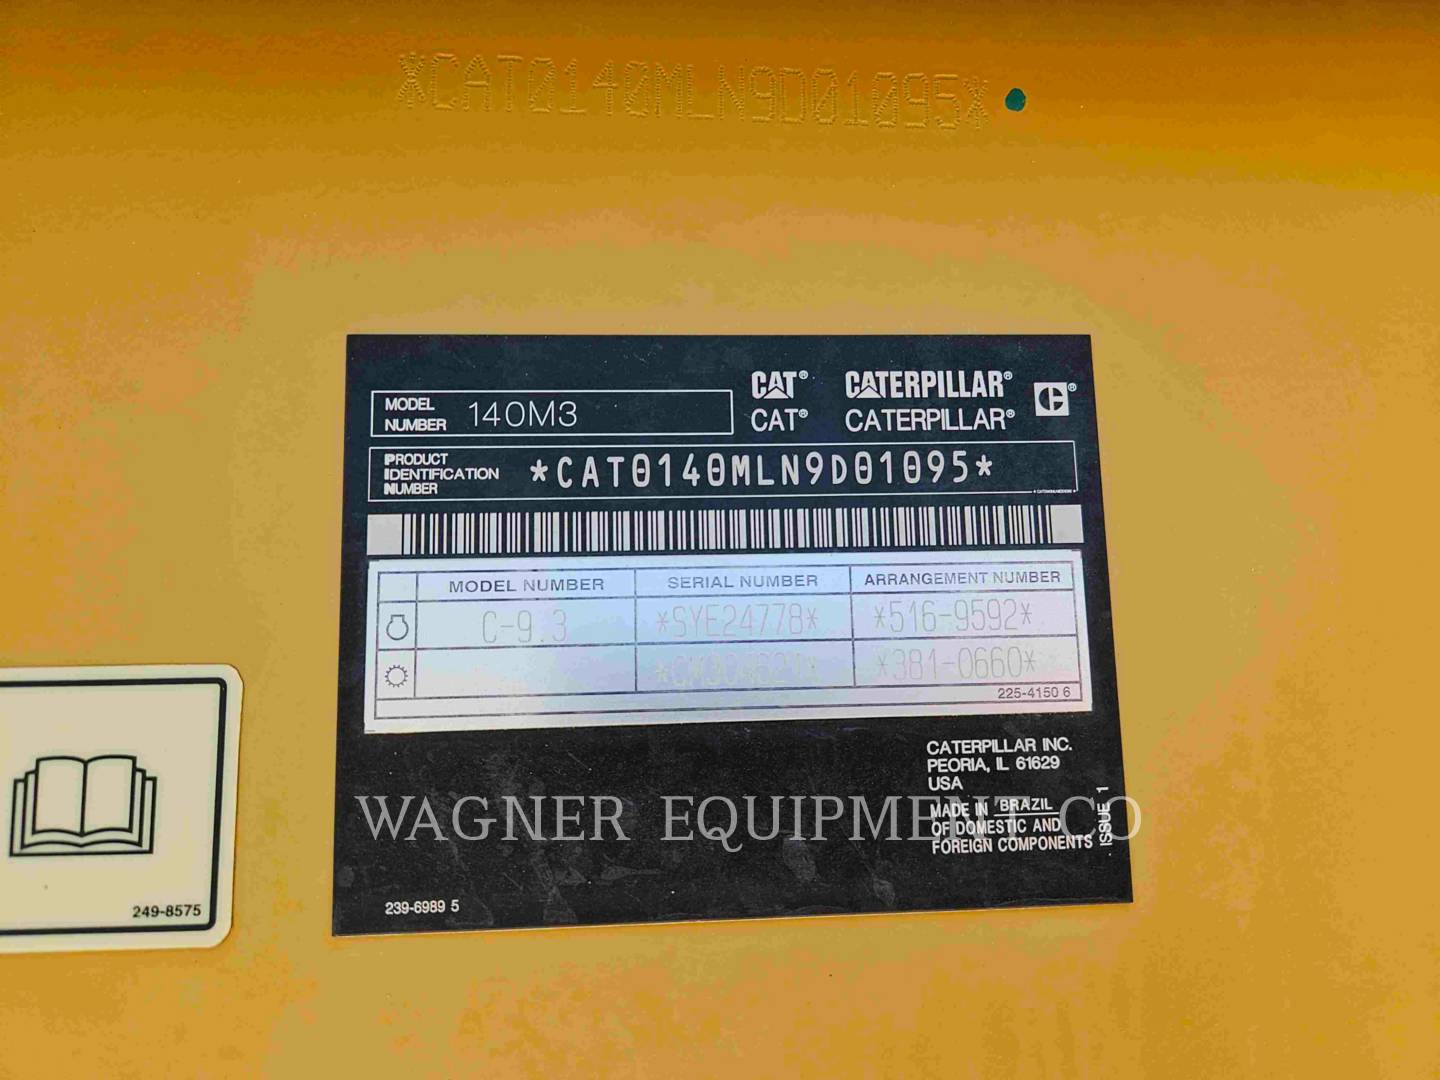 *CAT0140MLN9D01095*
MODEL NUMBER 140M3
CAT® CATERPILLAR®
CAT® CATERPILLAR®
PRODUCT IDENTIFICATION NUMBER *CAT0140MLN9D01095*
MODEL NUMBER SERIAL NUMBER ARRANGEMENT NUMBER
C-9.3 *SYE24778* *516-9592*
*381-0660*
225-4150 6
CATERPILLAR INC.
PEORIA, IL 61629
USA
MADE IN BRAZIL
OF DOMESTIC AND
FOREIGN COMPONENTS
ISSUE 1
WAGNER EQUIPMENT CO
239-6989 5
249-8575